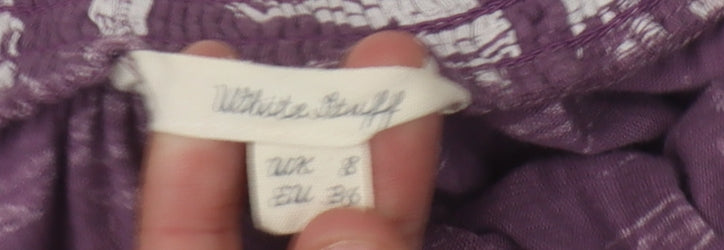 White Stuff
UK 8
EU 36